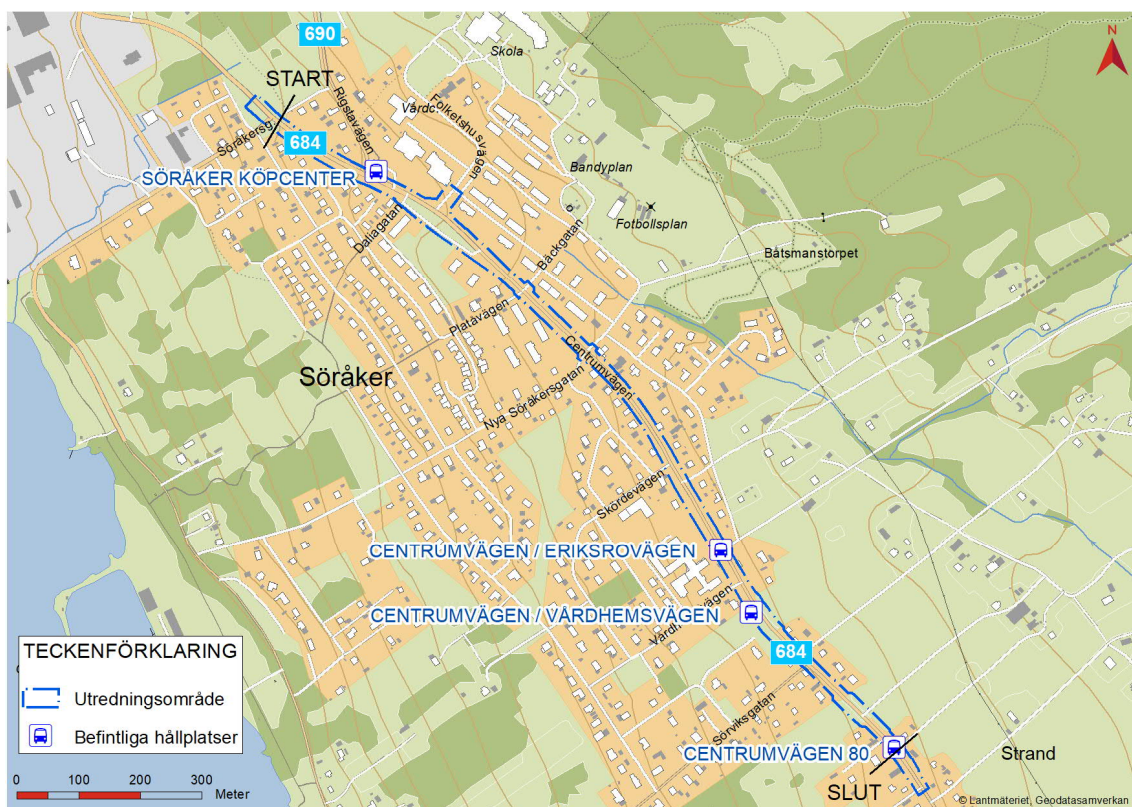 690
N
Skola
START
Rigstavägen
Vårdc
Folketshusvägen
Söråkersg.
684
Bandyplan
SÖRÅKER KÖPCENTER
Fotbollsplan
Daliagatan
Bäckgatan
Båtsmanstorpet
Platåvägen
Centrumvägen
Söråker
Nya Söråkersgatan
Skördevägen
CENTRUMVÄGEN / ERIKSROVÄGEN
CENTRUMVÄGEN / VÅRDHEMSVÄGEN
684
Sörviksgatan
CENTRUMVÄGEN 80
Strand
SLUT
TECKENFÖRKLARING
Utredningsområde
Befintliga hållplatser
0 100 200 300
Meter
© Lantmäteriet, Geodatasamverkan